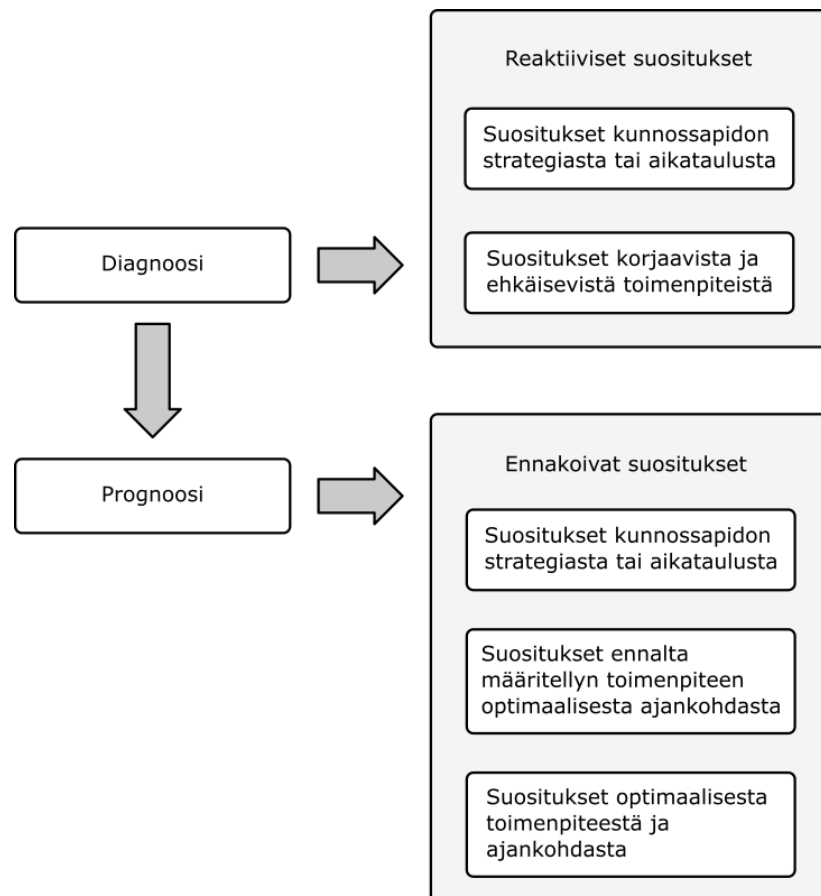 Reaktiiviset suositukset
Suositukset kunnossapidon
strategiasta tai aikataulusta
Diagnoosi
Suositukset korjaavista ja
ehkäisevistä toimenpiteistä
Prognoosi
Ennakoivat suositukset
Suositukset kunnossapidon
strategiasta tai aikataulusta
Suositukset ennalta
määritellyn toimenpiteen
optimaalisesta ajankohdasta
Suositukset optimaalisesta
toimenpiteestä ja
ajankohdasta